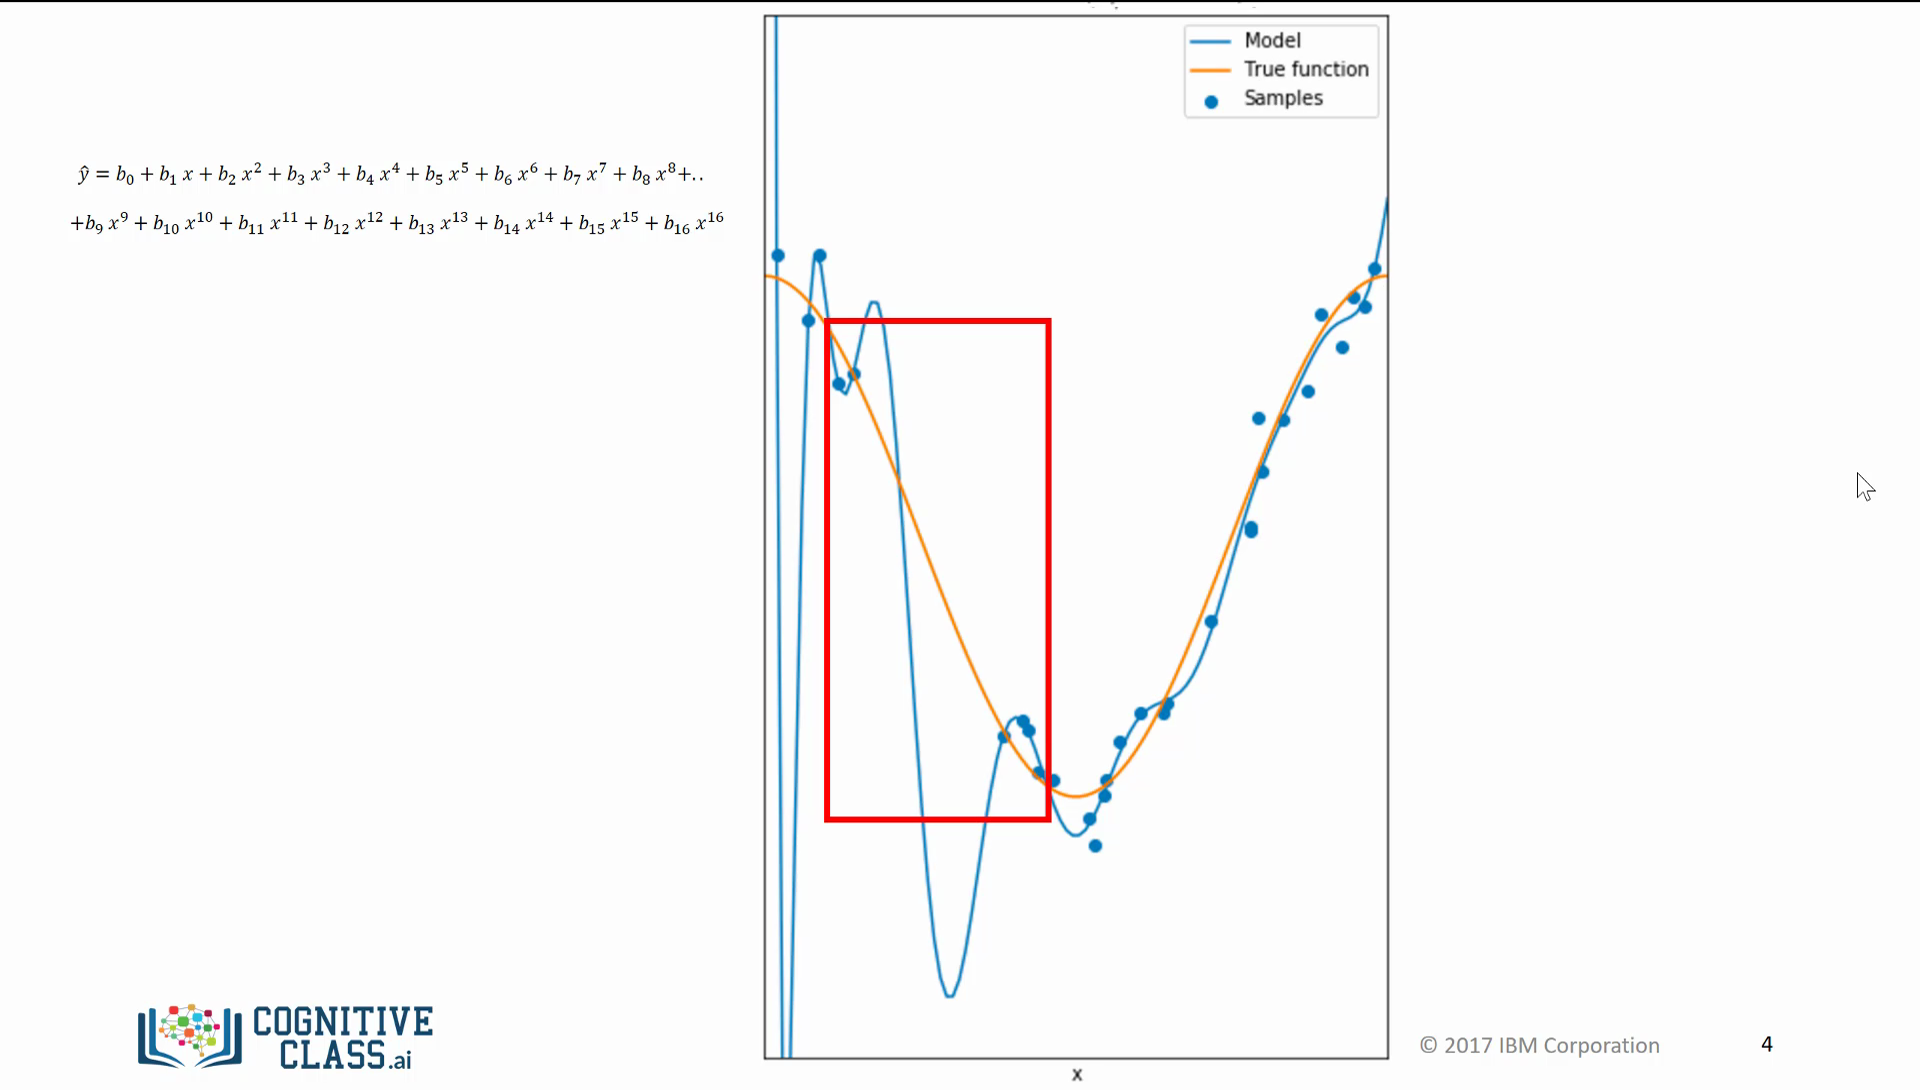 Model
True function
Samples
ŷ = b₀ + b₁ x + b₂ x² + b₃ x³ + b₄ x⁴ + b₅ x⁵ + b₆ x⁶ + b₇ x⁷ + b₈ x⁸+..
+b₉ x⁹ + b₁₀ x¹⁰ + b₁₁ x¹¹ + b₁₂ x¹² + b₁₃ x¹³ + b₁₄ x¹⁴ + b₁₅ x¹⁵ + b₁₆ x¹⁶
COGNITIVE
CLASS.ai
© 2017 IBM Corporation
4
x